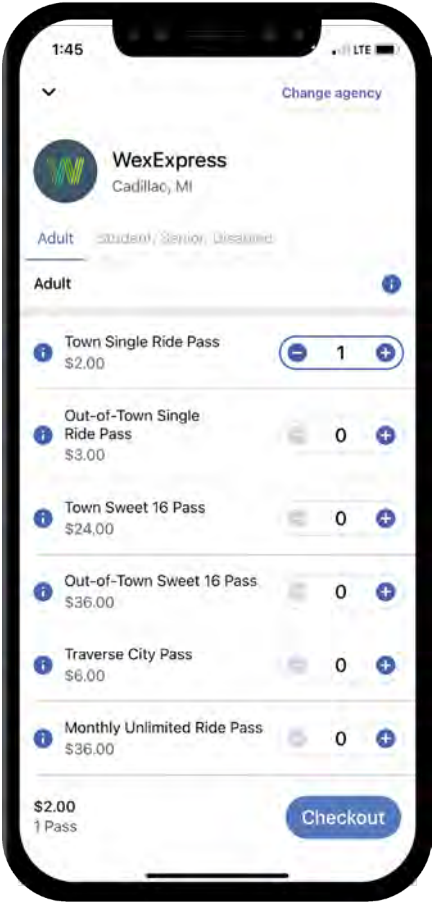 1:45
LTE
Change agency
WexExpress
Cadillac, MI
Adult Student, Senior, Disabled
Adult
Town Single Ride Pass
$2.00
1
Out-of-Town Single
Ride Pass
$3.00
0
Town Sweet 16 Pass
$24.00
0
Out-of-Town Sweet 16 Pass
$36.00
0
Traverse City Pass
$6.00
0
Monthly Unlimited Ride Pass
$36.00
0
$2.00
1 Pass
Checkout